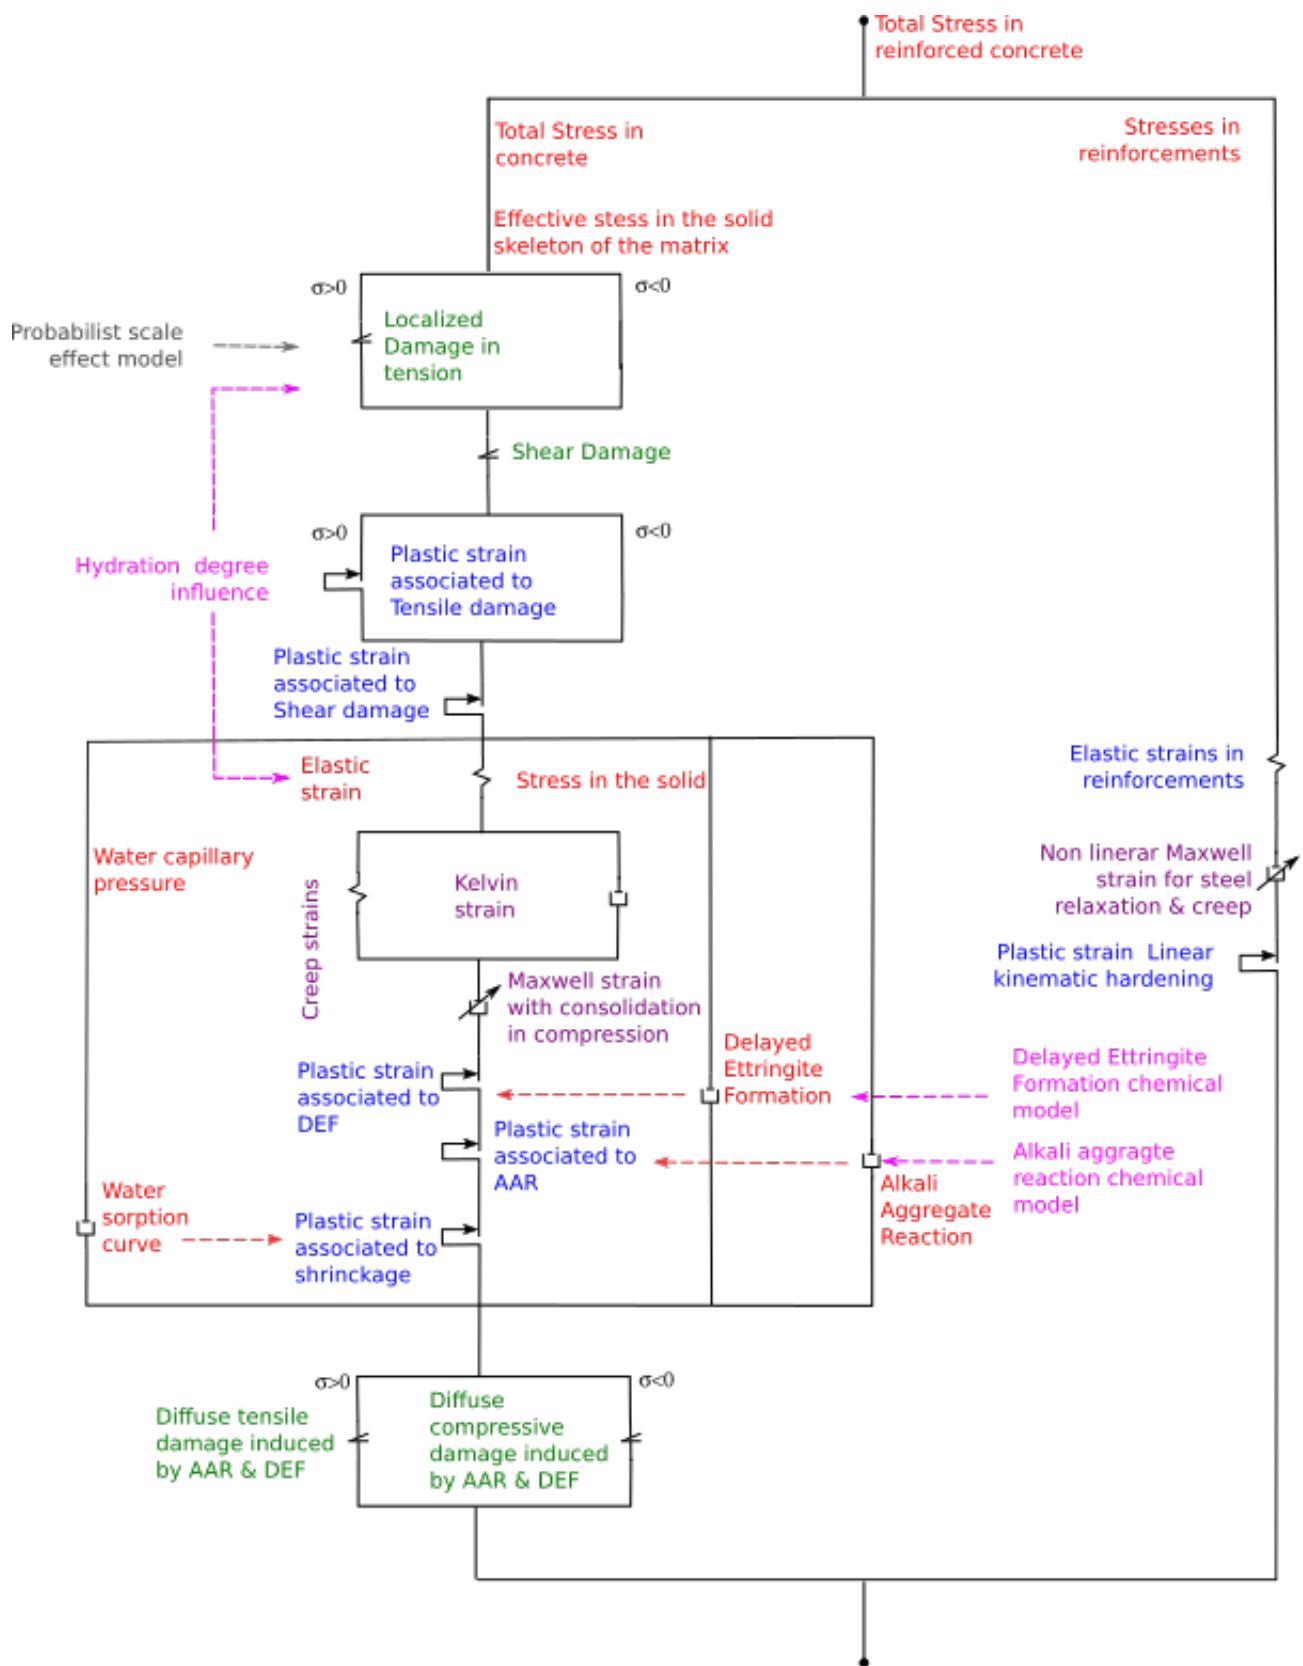 Total Stress in
reinforced concrete
Total Stress in
concrete
Stresses in
reinforcements
Effective stess in the solid
skeleton of the matrix
σ>0
σ<0
Probabilist scale
effect model
Localized
Damage in
tension
Shear Damage
σ>0
σ<0
Hydration degree
influence
Plastic strain
associated to
Tensile damage
Plastic strain
associated to
Shear damage
Elastic
strain
Stress in the solid
Elastic strains in
reinforcements
Water capillary
pressure
Creep strains
Kelvin
strain
Non linerar Maxwell
strain for steel
relaxation & creep
Maxwell strain
with consolidation
in compression
Plastic strain Linear
kinematic hardening
Plastic strain
associated to
DEF
Delayed
Ettringite
Formation
Delayed Ettringite
Formation chemical
model
Plastic strain
associated to
AAR
Alkali aggragte
reaction chemical
model
Alkali
Aggregate
Reaction
Water
sorption
curve
Plastic strain
associated to
shrinckage
σ>0
σ<0
Diffuse tensile
damage induced
by AAR & DEF
Diffuse
compressive
damage induced
by AAR & DEF